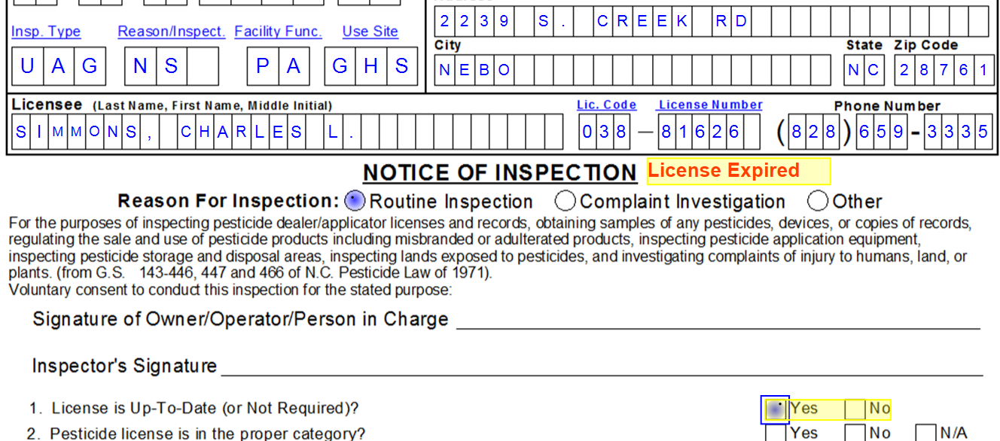 Insp. Type Reason/Inspect. Facility Func. Use Site
UAG NS PA GHS
2239 S. CREEK RD
City State Zip Code
NEBO NC 28761
Licensee (Last Name, First Name, Middle Initial) Lic. Code License Number Phone Number
SIMMONS, CHARLES L. 038 — 81626 (828) 659-3335
NOTICE OF INSPECTION License Expired
Reason For Inspection: Routine Inspection Complaint Investigation Other
For the purposes of inspecting pesticide dealer/applicator licenses and records, obtaining samples of any pesticides, devices, or copies of records,
regulating the sale and use of pesticide products including misbranded or adulterated products, inspecting pesticide application equipment,
inspecting pesticide storage and disposal areas, inspecting lands exposed to pesticides, and investigating complaints of injury to humans, land, or
plants. (from G.S. 143-446, 447 and 466 of N.C. Pesticide Law of 1971).
Voluntary consent to conduct this inspection for the stated purpose:
Signature of Owner/Operator/Person in Charge
Inspector's Signature
1. License is Up-To-Date (or Not Required)? Yes No
2. Pesticide license is in the proper category? Yes No N/A